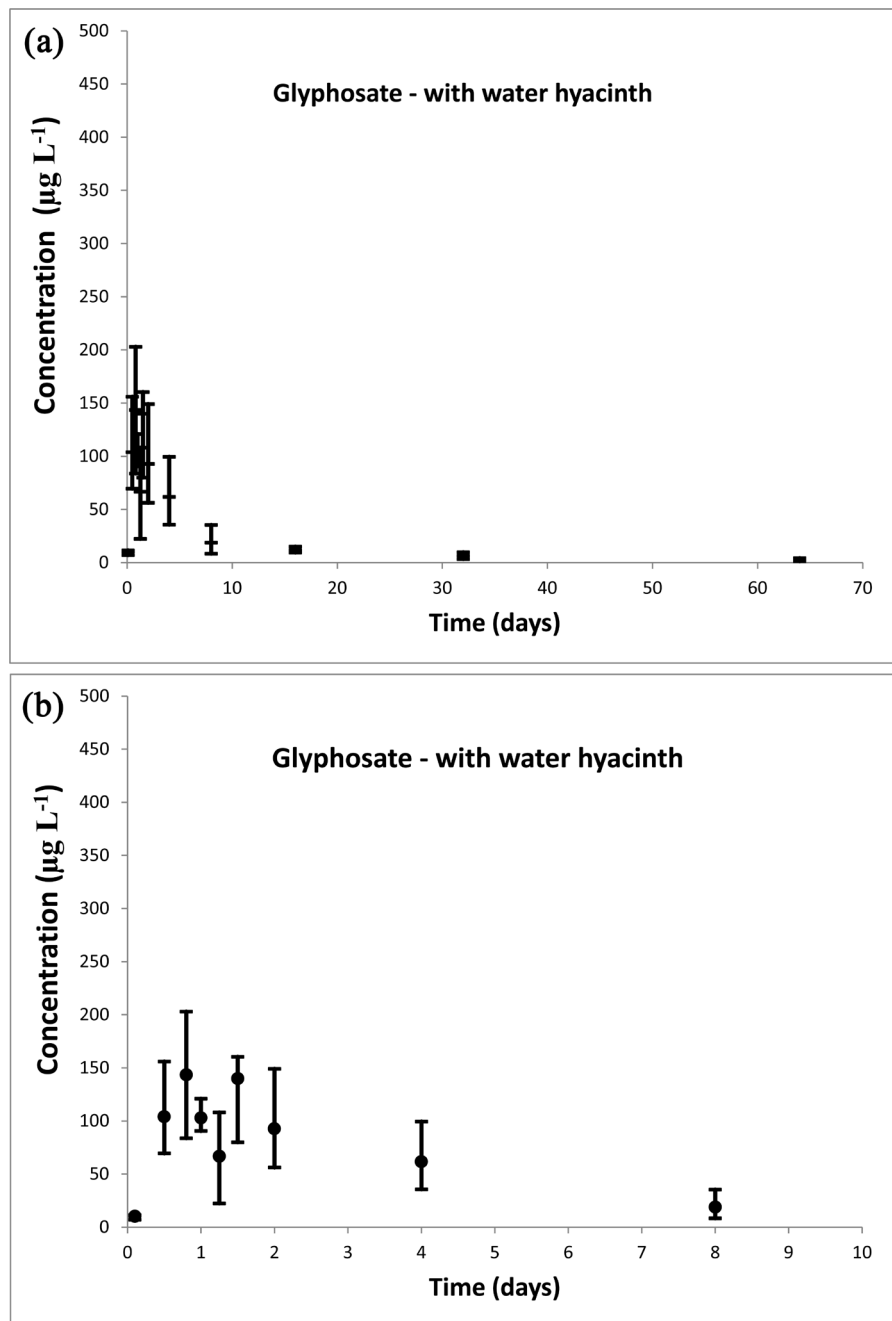 (a)
Glyphosate - with water hyacinth
Concentration (µg L⁻¹)
500
450
400
350
300
250
200
150
100
50
0
0 10 20 30 40 50 60 70
Time (days)
(b)
Glyphosate - with water hyacinth
Concentration (µg L⁻¹)
500
450
400
350
300
250
200
150
100
50
0
0 1 2 3 4 5 6 7 8 9 10
Time (days)